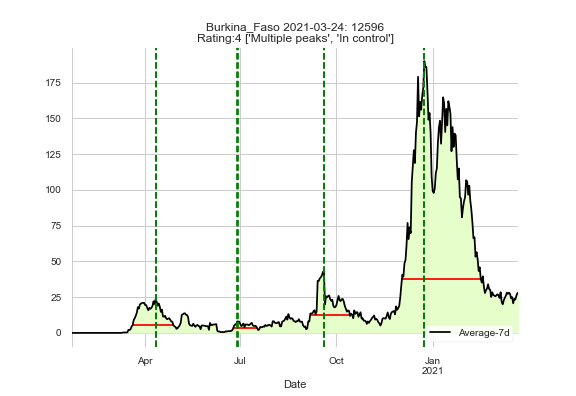 Burkina_Faso 2021-03-24: 12596
Rating:4 ['Multiple peaks', 'In control']
175
150
125
100
75
50
25
0
Average-7d
Apr
Jul
Oct
Jan
2021
Date